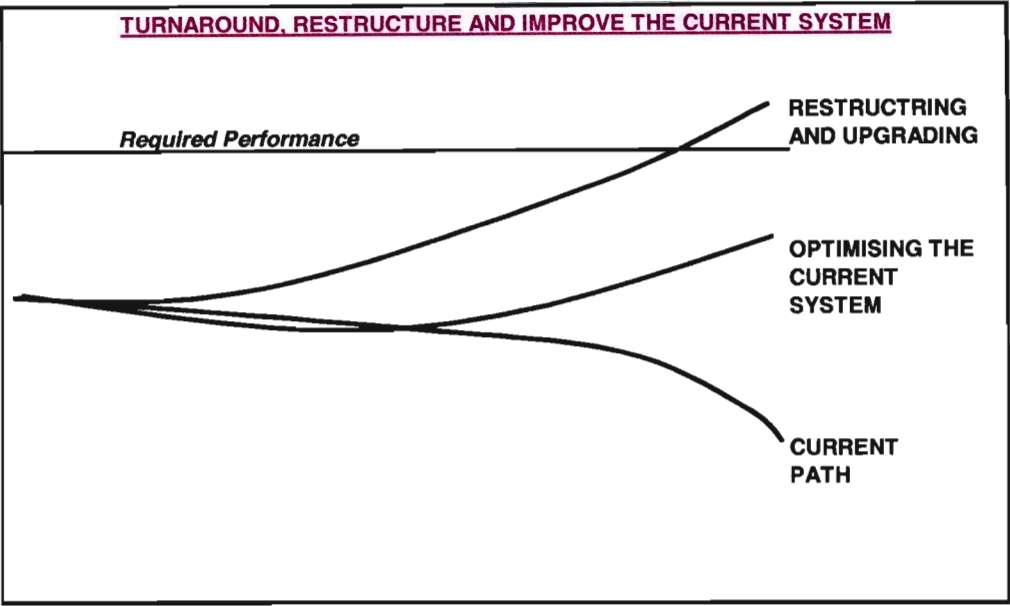 TURNAROUND, RESTRUCTURE AND IMPROVE THE CURRENT SYSTEM
Required Performance
RESTRUCTRING
AND UPGRADING
OPTIMISING THE
CURRENT
SYSTEM
CURRENT
PATH